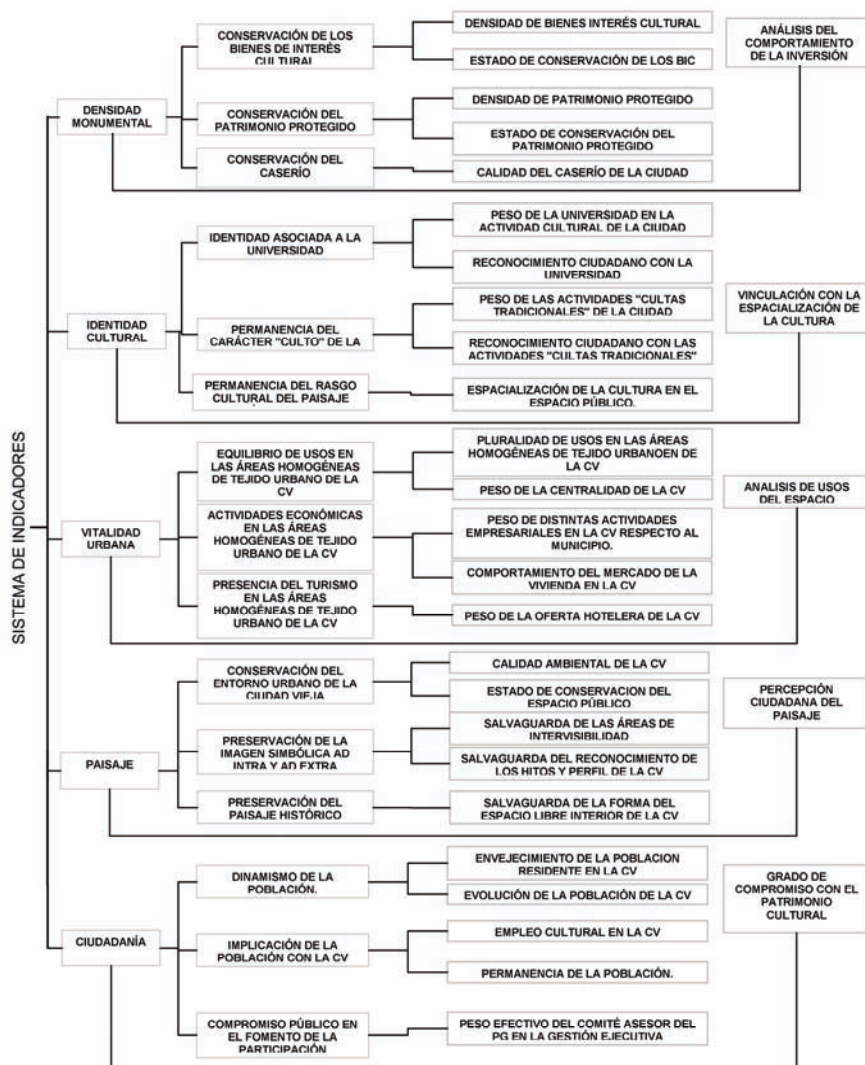 SISTEMA DE INDICADORES
DENSIDAD
MONUMENTAL
CONSERVACIÓN DE LOS
BIENES DE INTERÉS
CULTURAL
DENSIDAD DE BIENES INTERÉS CULTURAL
ESTADO DE CONSERVACIÓN DE LOS BIC
CONSERVACIÓN DEL
PATRIMONIO PROTEGIDO
DENSIDAD DE PATRIMONIO PROTEGIDO
ESTADO DE CONSERVACIÓN DEL
PATRIMONIO PROTEGIDO
CONSERVACIÓN DEL
CASERÍO
CALIDAD DEL CASERÍO DE LA CIUDAD
ANÁLISIS DEL
COMPORTAMIENTO
DE LA INVERSIÓN
IDENTIDAD
CULTURAL
IDENTIDAD ASOCIADA A LA
UNIVERSIDAD
PESO DE LA UNIVERSIDAD EN LA
ACTIVIDAD CULTURAL DE LA CIUDAD
RECONOCIMIENTO CIUDADANO CON LA
UNIVERSIDAD
PERMANENCIA DEL
CARÁCTER "CULTO" DE LA
PESO DE LAS ACTIVIDADES "CULTAS
TRADICIONALES" DE LA CIUDAD
RECONOCIMIENTO CIUDADANO CON LAS
ACTIVIDADES "CULTAS TRADICIONALES"
PERMANENCIA DEL RASGO
CULTURAL DEL PAISAJE
ESPACIALIZACIÓN DE LA CULTURA EN EL
ESPACIO PÚBLICO.
VINCULACIÓN CON LA
ESPACIALIZACIÓN DE
LA CULTURA
VITALIDAD
URBANA
EQUILIBRIO DE USOS EN
LAS ÁREAS HOMOGÉNEAS
DE TEJIDO URBANO DE LA
CV
PLURALIDAD DE USOS EN LAS ÁREAS
HOMOGÉNEAS DE TEJIDO URBANOEN DE
LA CV
PESO DE LA CENTRALIDAD DE LA CV
ACTIVIDADES ECONÓMICAS
EN LAS ÁREAS
HOMOGÉNEAS DE TEJIDO
URBANO DE LA CV
PESO DE DISTINTAS ACTIVIDADES
EMPRESARIALES EN LA CV RESPECTO AL
MUNICIPIO.
COMPORTAMIENTO DEL MERCADO DE LA
VIVIENDA EN LA CV
PRESENCIA DEL TURISMO
EN LAS ÁREAS
HOMOGÉNEAS DE TEJIDO
URBANO DE LA CV
PESO DE LA OFERTA HOTELERA DE LA CV
ANALISIS DE USOS
DEL ESPACIO
PAISAJE
CONSERVACIÓN DEL
ENTORNO URBANO DE LA
CIUDAD VIEJA
CALIDAD AMBIENTAL DE LA CV
ESTADO DE CONSERVACION DEL
ESPACIO PÚBLICO
PRESERVACIÓN DE LA
IMAGEN SIMBÓLICA AD
INTRA Y AD EXTRA
SALVAGUARDA DE LAS ÁREAS DE
INTERVISIBILIDAD
SALVAGUARDA DEL RECONOCIMIENTO DE
LOS HITOS Y PERFIL DE LA CV
PRESERVACIÓN DEL
PAISAJE HISTÓRICO
SALVAGUARDA DE LA FORMA DEL
ESPACIO LIBRE INTERIOR DE LA CV
PERCEPCIÓN
CIUDADANA DEL
PAISAJE
CIUDADANÍA
DINAMISMO DE LA
POBLACIÓN.
ENVEJECIMIENTO DE LA POBLACION
RESIDENTE EN LA CV
EVOLUCIÓN DE LA POBLACIÓN DE LA CV
IMPLICACIÓN DE LA
POBLACIÓN CON LA CV
EMPLEO CULTURAL EN LA CV
PERMANENCIA DE LA POBLACIÓN.
COMPROMISO PÚBLICO EN
EL FOMENTO DE LA
PARTICIPACIÓN
PESO EFECTIVO DEL COMITÉ ASESOR DEL
PG EN LA GESTIÓN EJECUTIVA
GRADO DE
COMPROMISO CON EL
PATRIMONIO
CULTURAL